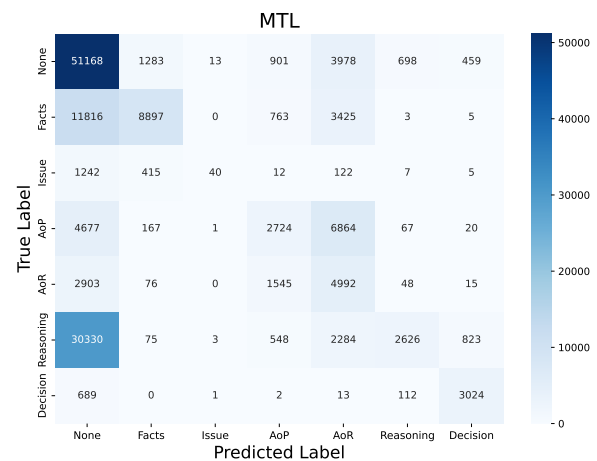 MTL
None 51168 1283 13 901 3978 698 459
Facts 11816 8897 0 763 3425 3 5
Issue 1242 415 40 12 122 7 5
AoP 4677 167 1 2724 6864 67 20
AoR 2903 76 0 1545 4992 48 15
Reasoning 30330 75 3 548 2284 2626 823
Decision 689 0 1 2 13 112 3024
True Label
None Facts Issue AoP AoR Reasoning Decision
Predicted Label
50000
40000
30000
20000
10000
0